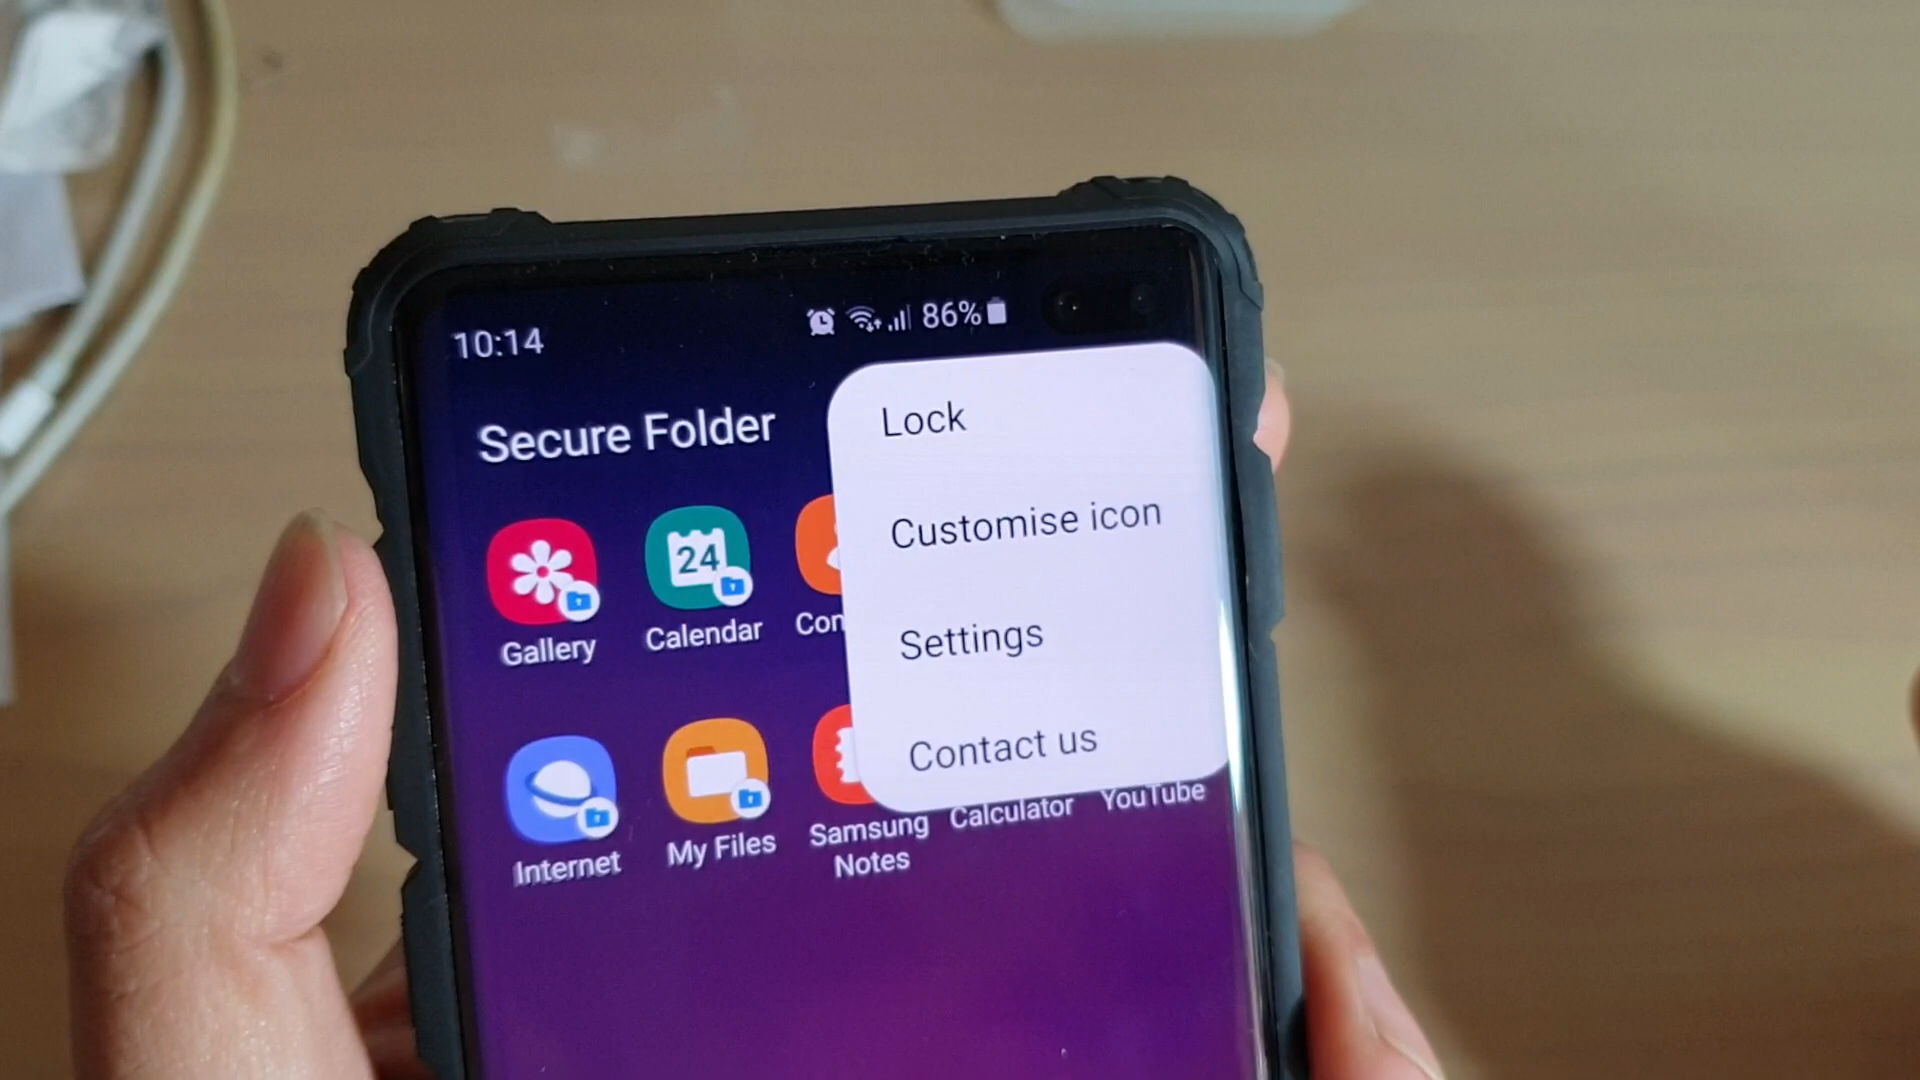 10:14
86%
Secure Folder
Lock
Customise icon
Settings
Contact us
24
Gallery
Calendar
Con
Internet
My Files
Samsung
Notes
Calculator
YouTube